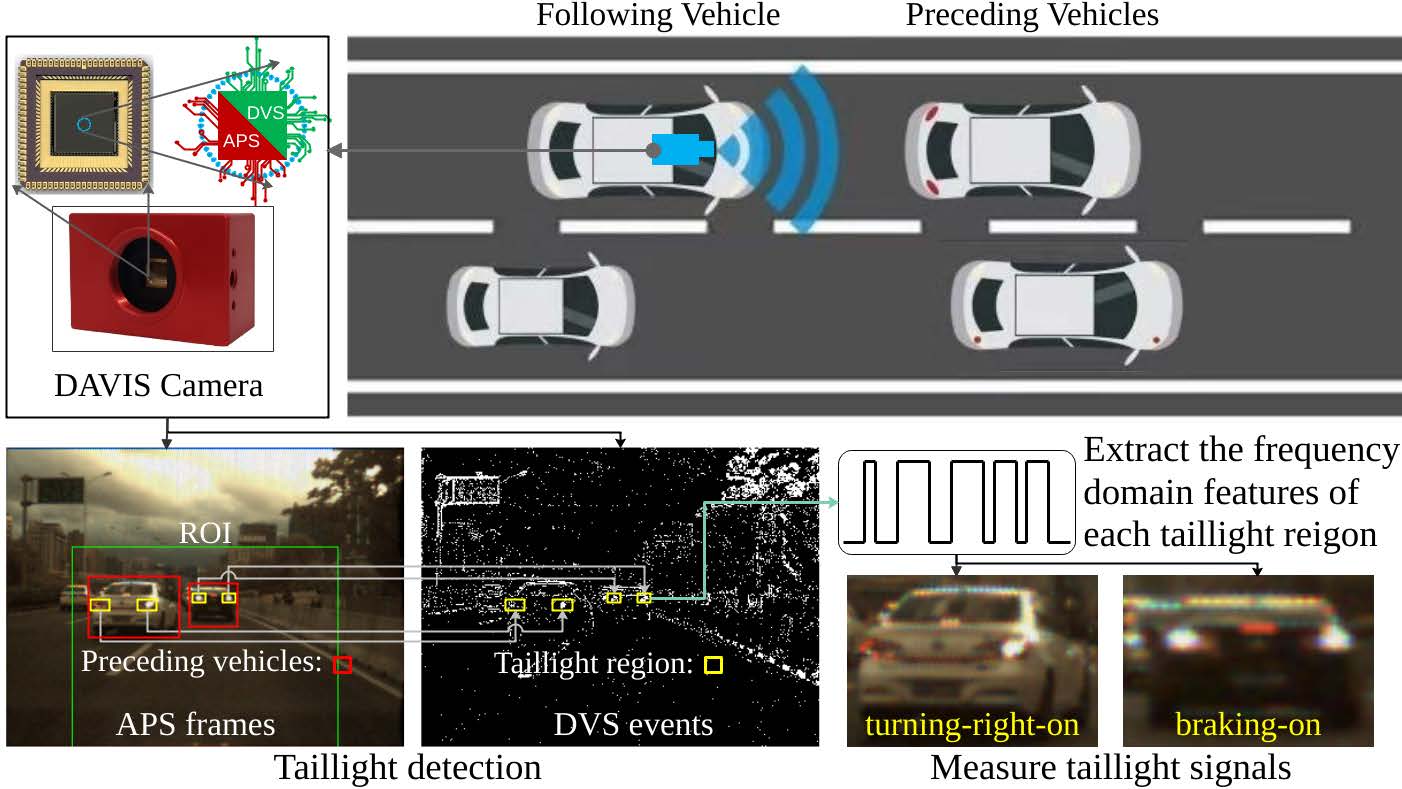 Following Vehicle
Preceding Vehicles
DVS
APS
DAVIS Camera
Extract the frequency
domain features of
each taillight reigon
ROI
Preceding vehicles:
Taillight region:
APS frames
DVS events
turning-right-on
braking-on
Taillight detection
Measure taillight signals